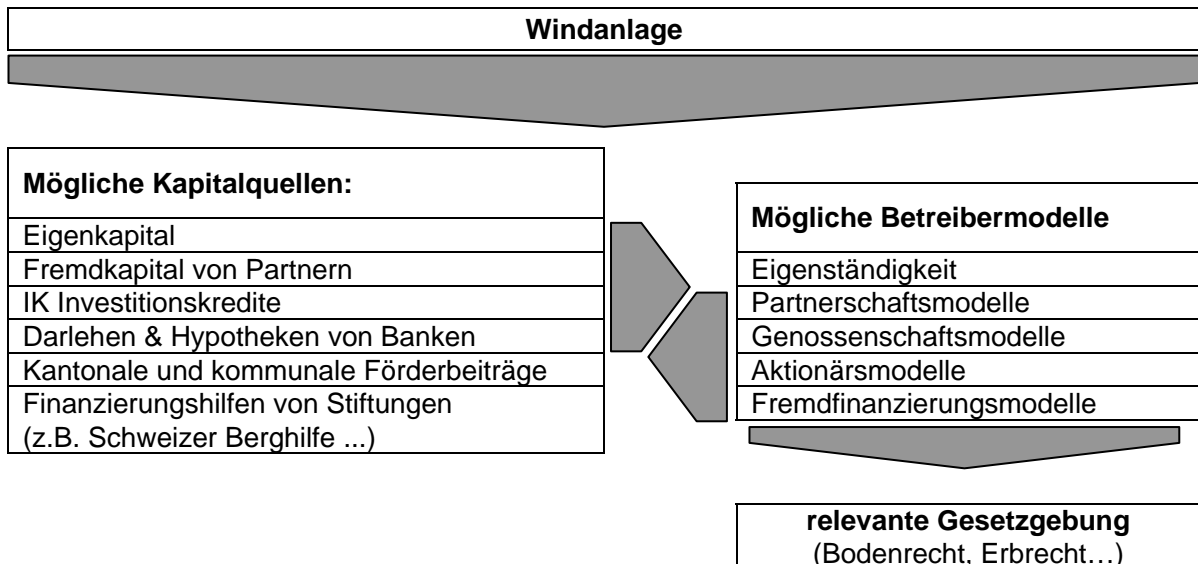 Windanlage
Mögliche Kapitalquellen:
Eigenkapital
Fremdkapital von Partnern
IK Investitionskredite
Darlehen & Hypotheken von Banken
Kantonale und kommunale Förderbeiträge
Finanzierungshilfen von Stiftungen
(z.B. Schweizer Berghilfe ...)
Mögliche Betreibermodelle
Eigenständigkeit
Partnerschaftsmodelle
Genossenschaftsmodelle
Aktionärsmodelle
Fremdfinanzierungsmodelle
relevante Gesetzgebung
(Bodenrecht, Erbrecht…)